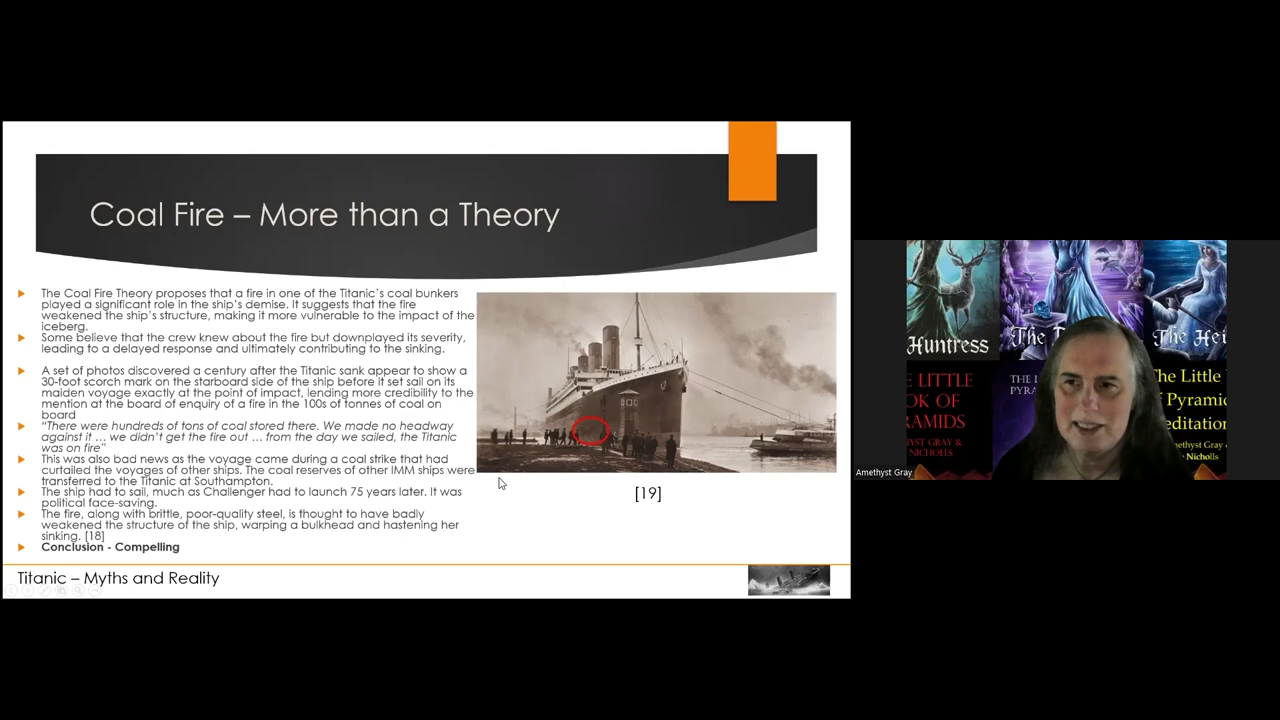 Coal Fire – More than a Theory
The Coal Fire Theory proposes that a fire in one of the Titanic's coal bunkers
played a significant role in the ship's demise. It suggests that the fire
weakened the ship's structure, making it more vulnerable to the impact of the
iceberg.
Some believe that the crew knew about the fire but downplayed its severity,
leading to a delayed response and ultimately contributing to the sinking.
A set of photos discovered a century after the Titanic sank appear to show a
30-foot scorch mark on the starboard side of the ship before it set sail on its
maiden voyage exactly at the point of impact, lending more credibility to the
mention at the board of enquiry of a fire in the 100s of tonnes of coal on
board
"There were hundreds of tons of coal stored there. We made no headway
against it … we didn't get the fire out … from the day we sailed, the Titanic
was on fire"
This was also bad news as the voyage came during a coal strike that had
curtailed the voyages of other ships. The coal reserves of other IMM ships were
transferred to the Titanic at Southampton.
The ship had to sail, much as Challenger had to launch 75 years later. It was
political face-saving.
The fire, along with brittle, poor-quality steel, is thought to have badly
weakened the structure of the ship, warping a bulkhead and hastening her
sinking. [18]
Conclusion - Compelling
[19]
Titanic – Myths and Reality
Huntress
The
The Hei
LITTLE
OK OF
RAMIDS
YST GRAY &
NICHOLLS
THE
PYRA
The Little
f Pyramid
editation
methyst Gray
Nicholls
Amethyst Gray